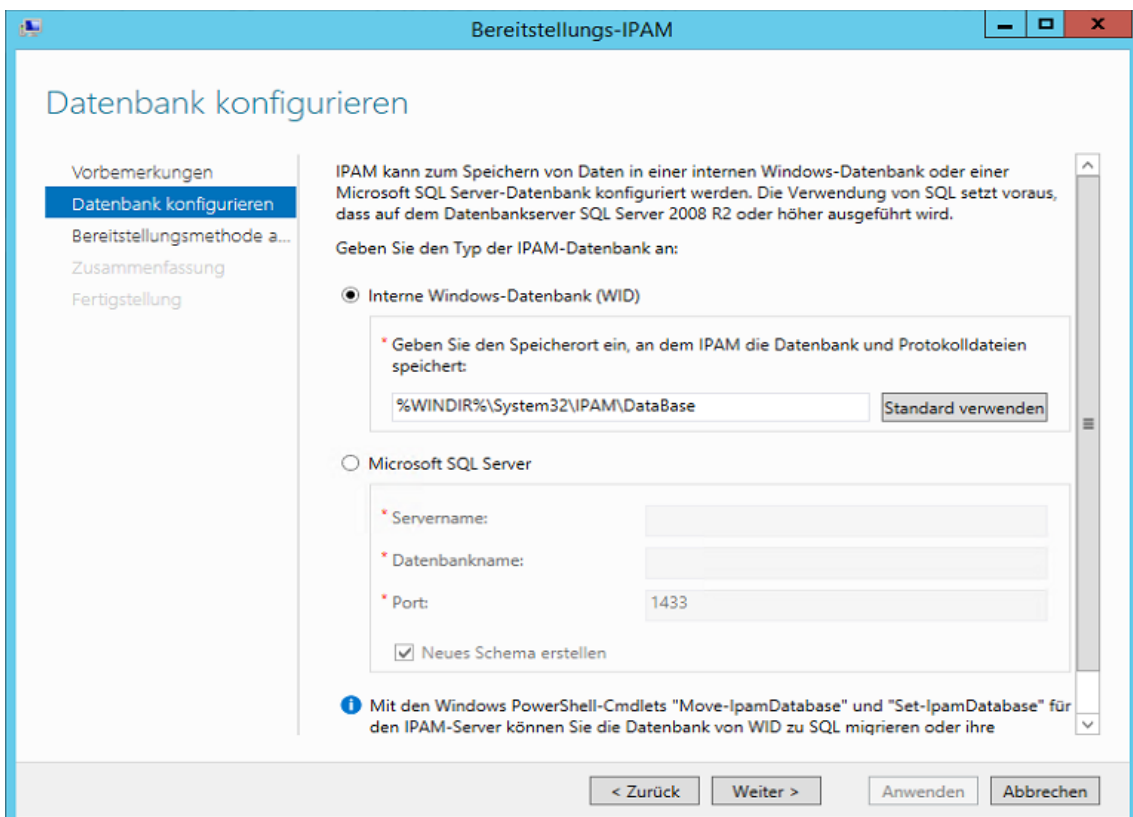 Bereitstellungs-IPAM
Datenbank konfigurieren
Vorbemerkungen
Datenbank konfigurieren
Bereitstellungsmethode a...
Zusammenfassung
Fertigstellung
IPAM kann zum Speichern von Daten in einer internen Windows-Datenbank oder einer
Microsoft SQL Server-Datenbank konfiguriert werden. Die Verwendung von SQL setzt voraus,
dass auf dem Datenbankserver SQL Server 2008 R2 oder höher ausgeführt wird.
Geben Sie den Typ der IPAM-Datenbank an:
Interne Windows-Datenbank (WID)
* Geben Sie den Speicherort ein, an dem IPAM die Datenbank und Protokolldateien
speichert:
%WINDIR%\System32\IPAM\DataBase
Standard verwenden
Microsoft SQL Server
* Servername:
* Datenbankname:
* Port:
1433
Neues Schema erstellen
Mit den Windows PowerShell-Cmdlets "Move-IpamDatabase" und "Set-IpamDatabase" für
den IPAM-Server können Sie die Datenbank von WID zu SQL migrieren oder ihre
< Zurück
Weiter >
Anwenden
Abbrechen